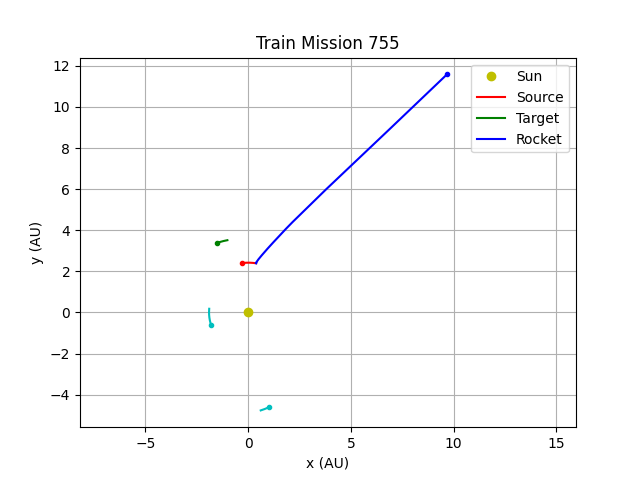 Train Mission 755
Sun
Source
Target
Rocket
12
10
8
6
4
2
0
−2
−4
y (AU)
−5
0
5
10
15
x (AU)